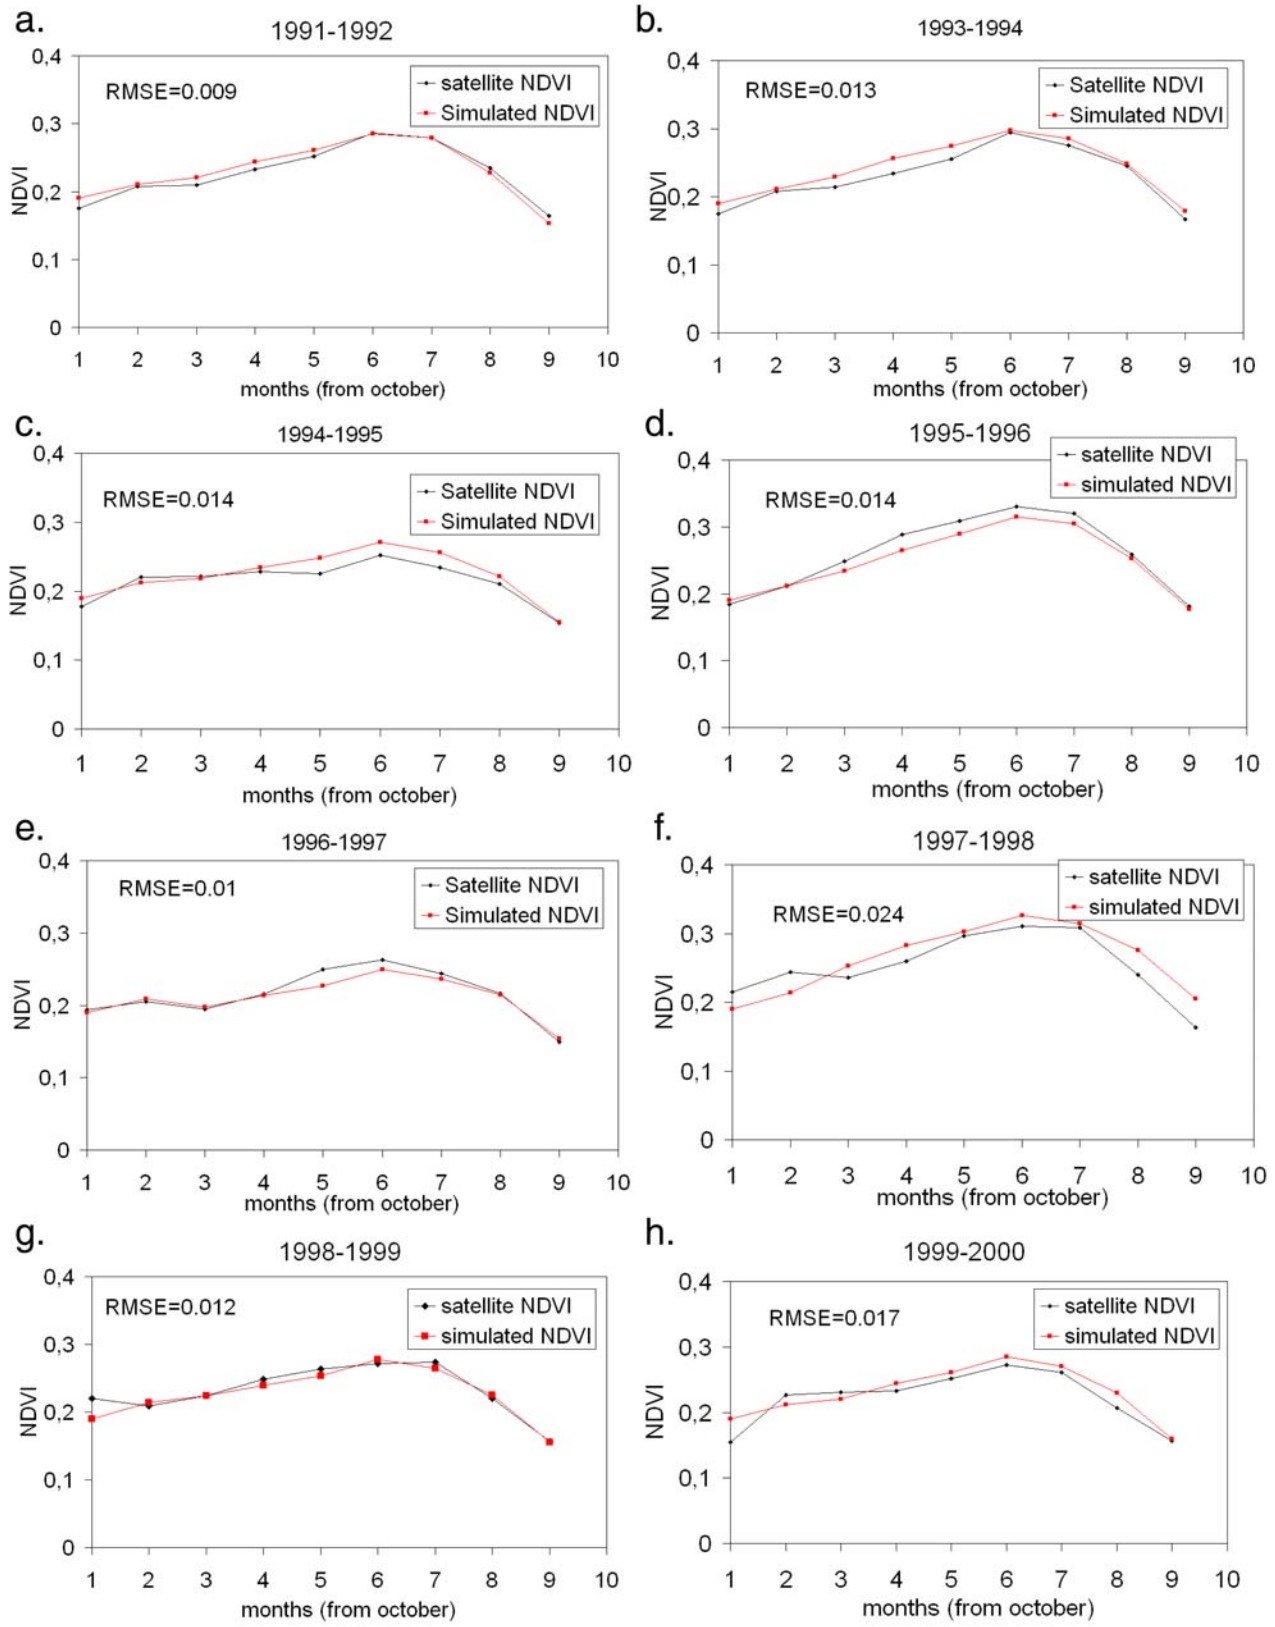 a.
1991-1992
RMSE=0.009
satellite NDVI
Simulated NDVI
NDVI
0,4
0,3
0,2
0,1
0
1 2 3 4 5 6 7 8 9 10
months (from october)
b.
1993-1994
RMSE=0.013
Satellite NDVI
Simulated NDVI
NDVI
0,4
0,3
0,2
0,1
0
1 2 3 4 5 6 7 8 9 10
months (from october)
c.
1994-1995
RMSE=0.014
Satellite NDVI
Simulated NDVI
NDVI
0,4
0,3
0,2
0,1
0
1 2 3 4 5 6 7 8 9 10
months (from october)
d.
1995-1996
RMSE=0.014
satellite NDVI
simulated NDVI
NDVI
0,4
0,3
0,2
0,1
0
1 2 3 4 5 6 7 8 9 10
months (from october)
e.
1996-1997
RMSE=0.01
Satellite NDVI
Simulated NDVI
NDVI
0,4
0,3
0,2
0,1
0
1 2 3 4 5 6 7 8 9 10
months (from october)
f.
1997-1998
RMSE=0.024
satellite NDVI
simulated NDVI
NDVI
0,4
0,3
0,2
0,1
0
1 2 3 4 5 6 7 8 9 10
months (from october)
g.
1998-1999
RMSE=0.012
satellite NDVI
simulated NDVI
NDVI
0,4
0,3
0,2
0,1
0
1 2 3 4 5 6 7 8 9 10
months (from october)
h.
1999-2000
RMSE=0.017
satellite NDVI
simulated NDVI
NDVI
0,4
0,3
0,2
0,1
0
1 2 3 4 5 6 7 8 9 10
months (from october)